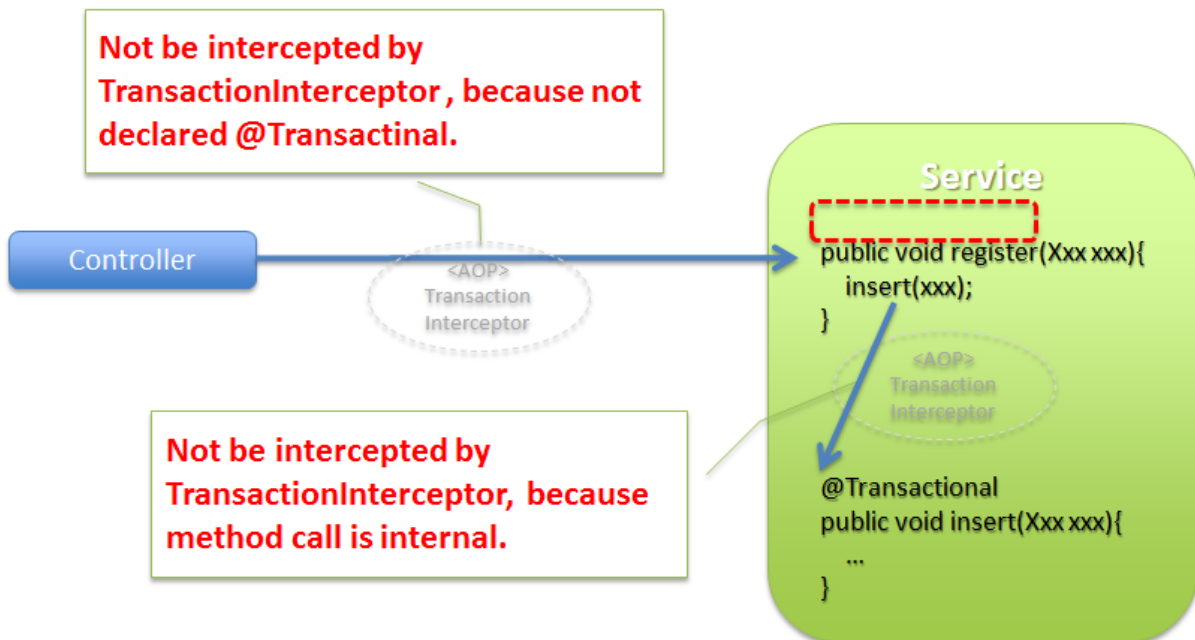 Not be intercepted by
TransactionInterceptor , because not
declared @Transactinal.
Service
Controller
<AOP>
Transaction
Interceptor
public void register(Xxx xxx){
insert(xxx);
}
<AOP>
Transaction
Interceptor
Not be intercepted by
TransactionInterceptor, because
method call is internal.
@Transactional
public void insert(Xxx xxx){
...
}